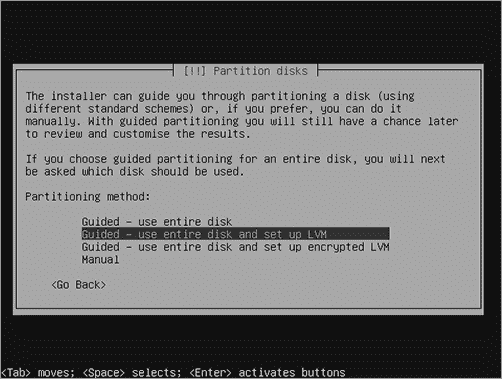 [!!] Partition disks
The installer can guide you through partitioning a disk (using
different standard schemes) or, if you prefer, you can do it
manually. With guided partitioning you will still have a chance later
to review and customise the results.
If you choose guided partitioning for an entire disk, you will next
be asked which disk should be used.
Partitioning method:
Guided - use entire disk
Guided - use entire disk and set up LVM
Guided - use entire disk and set up encrypted LVM
Manual
<Go Back>
<Tab> moves; <Space> selects; <Enter> activates buttons